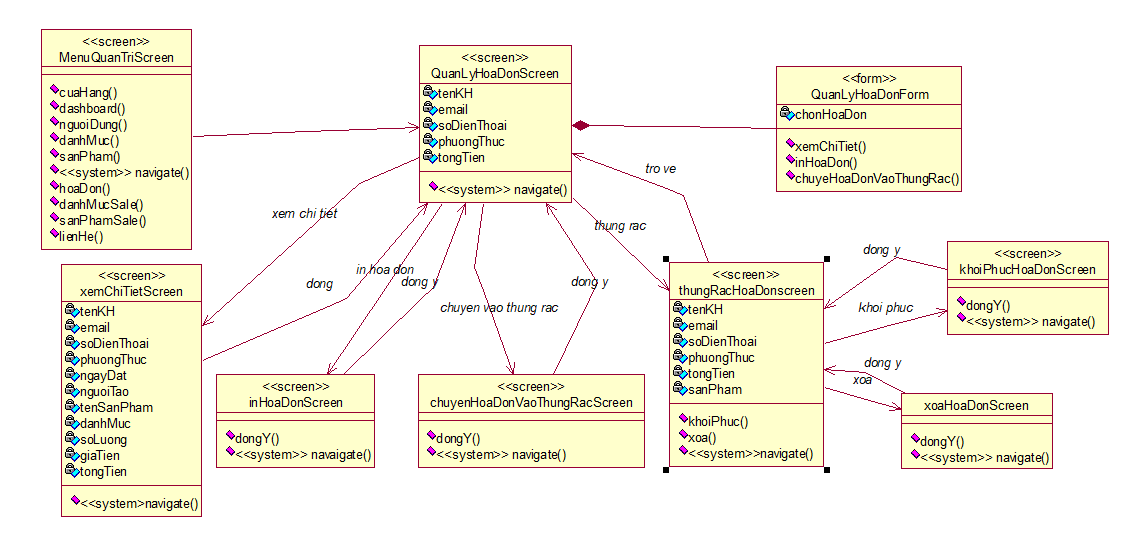 <<screen>>
MenuQuanTriScreen
cuaHang()
dashboard()
nguoiDung()
danhMuc()
sanPham()
<<system>> navigate()
hoaDon()
danhMucSale()
sanPhamSale()
lienHe()
<<screen>>
QuanLyHoaDonScreen
tenKH
email
soDienThoai
phuongThuc
tongTien
<<system>> navigate()
<<form>>
QuanLyHoaDonForm
chonHoaDon
xemChiTiet()
inHoaDon()
chuyeHoaDonVaoThungRac()
tro ve
thung rac
xem chi tiet
dong
in hoa don
dong y
chuyen vao thung rac
dong y
<<screen>>
xemChiTietScreen
tenKH
email
soDienThoai
phuongThuc
ngayDat
nguoiTao
tenSanPham
danhMuc
soLuong
giaTien
tongTien
<<system>navigate()
<<screen>>
inHoaDonScreen
dongY()
<<system>> navaigate()
<<screen>>
chuyenHoaDonVaoThungRacScreen
dongY()
<<system>> navigate()
<<screen>>
thungRacHoaDonscreen
tenKH
email
soDienThoai
phuongThuc
tongTien
sanPham
khoiPhuc()
xoa()
<<system>>navigate()
dong y
khoi phuc
dong y
xoa
<<screen>>
khoiPhucHoaDonScreen
dongY()
<<system>> navigate()
<<screen>>
xoaHoaDonScreen
dongY()
<<system>> navigate()